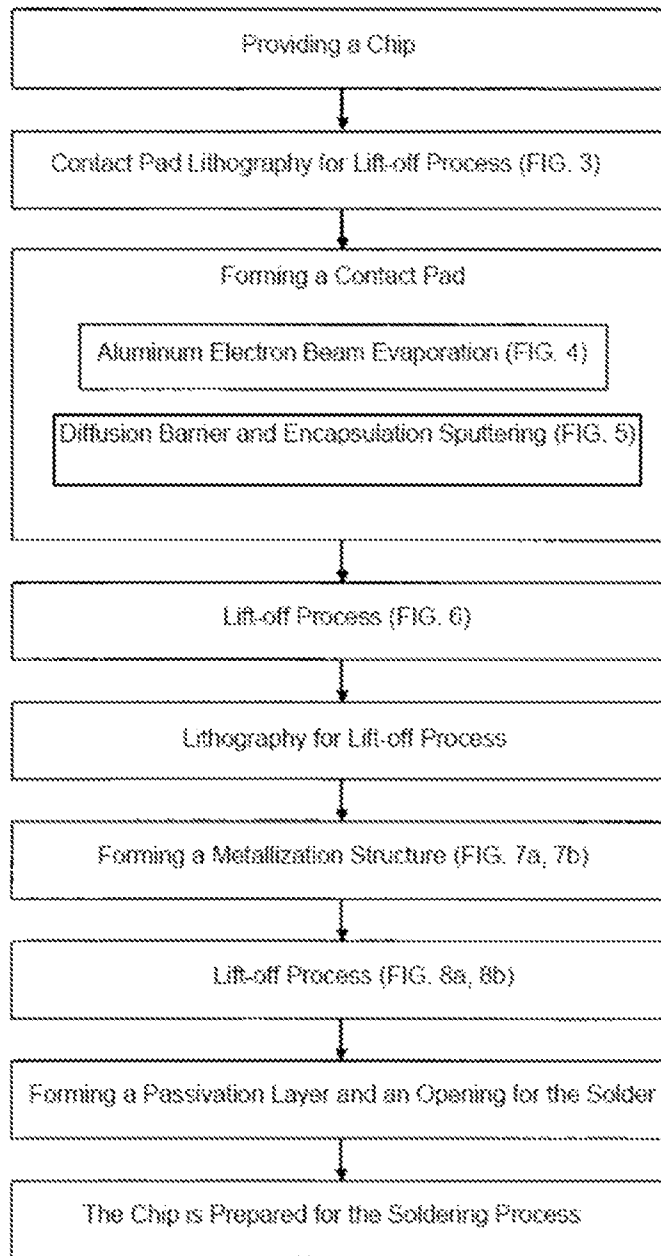 Providing a Chip
Contact Pad Lithography for Lift-off Process (FIG. 3)
Forming a Contact Pad
Aluminum Electron Beam Evaporation (FIG. 4)
Diffusion Barrier and Encapsulation Sputtering (FIG. 5)
Lift-off Process (FIG. 6)
Lithography for Lift-off Process
Forming a Metallization Structure (FIG. 7a, 7b)
Lift-off Process (FIG. 8a, 8b)
Forming a Passivation Layer and an Opening for the Solder
The Chip is Prepared for the Soldering Process